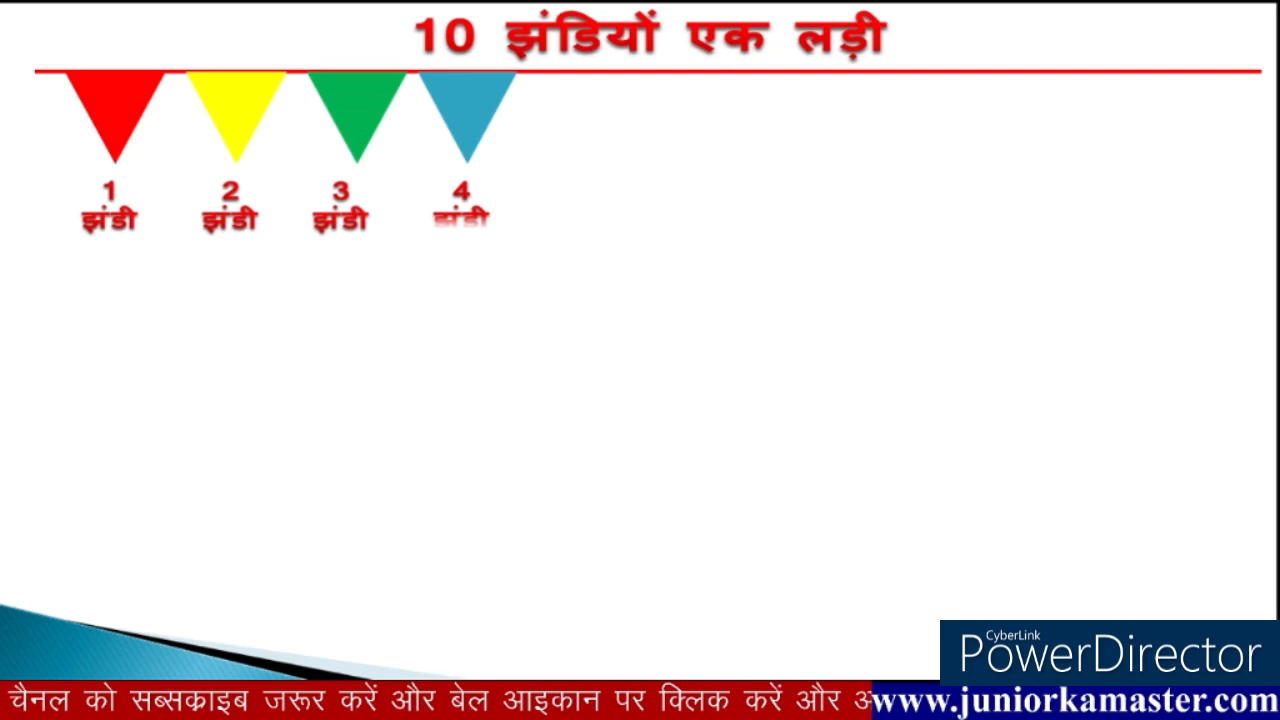 10 झंडियों एक लड़ी
1 2 3 4
झंडी झंडी झंडी झंडी
CyberLink
PowerDirector
चैनल को सब्सक्राइब जरूर करें और बेल आइकान पर क्लिक करें और
www.juniorkamaster.com